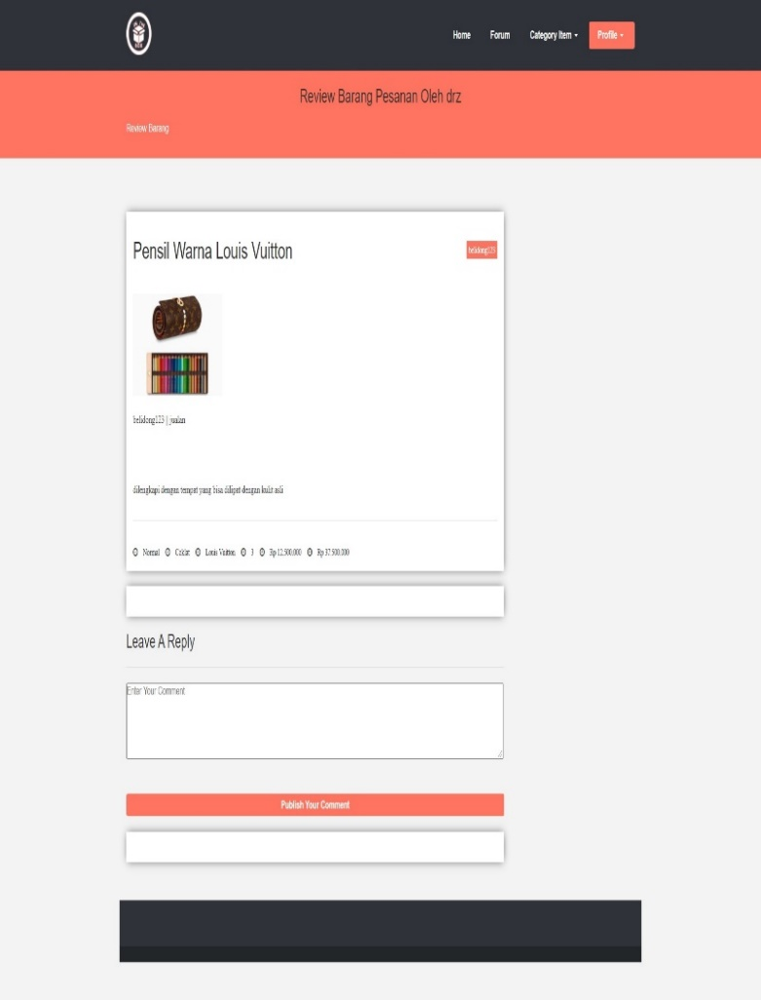 Home Forum Category Item Profile
Review Barang Pesanan Oleh drz
Review Barang
Pensil Warna Louis Vuitton
belidong123
belidong123 | jualan
dilengkapi dengan tempat yang bisa dilipat dengan kulit asli
Normal Coklat Louis Vuitton 3 Rp 12.500.000 Rp 37.500.000
Leave A Reply
Enter Your Comment
Publish Your Comment